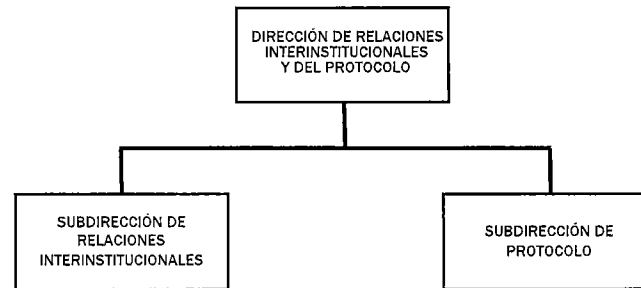 DIRECCIÓN DE RELACIONES
INTERINSTITUCIONALES
Y DEL PROTOCOLO
SUBDIRECCIÓN DE
RELACIONES
INTERINSTITUCIONALES
SUBDIRECCIÓN DE
PROTOCOLO